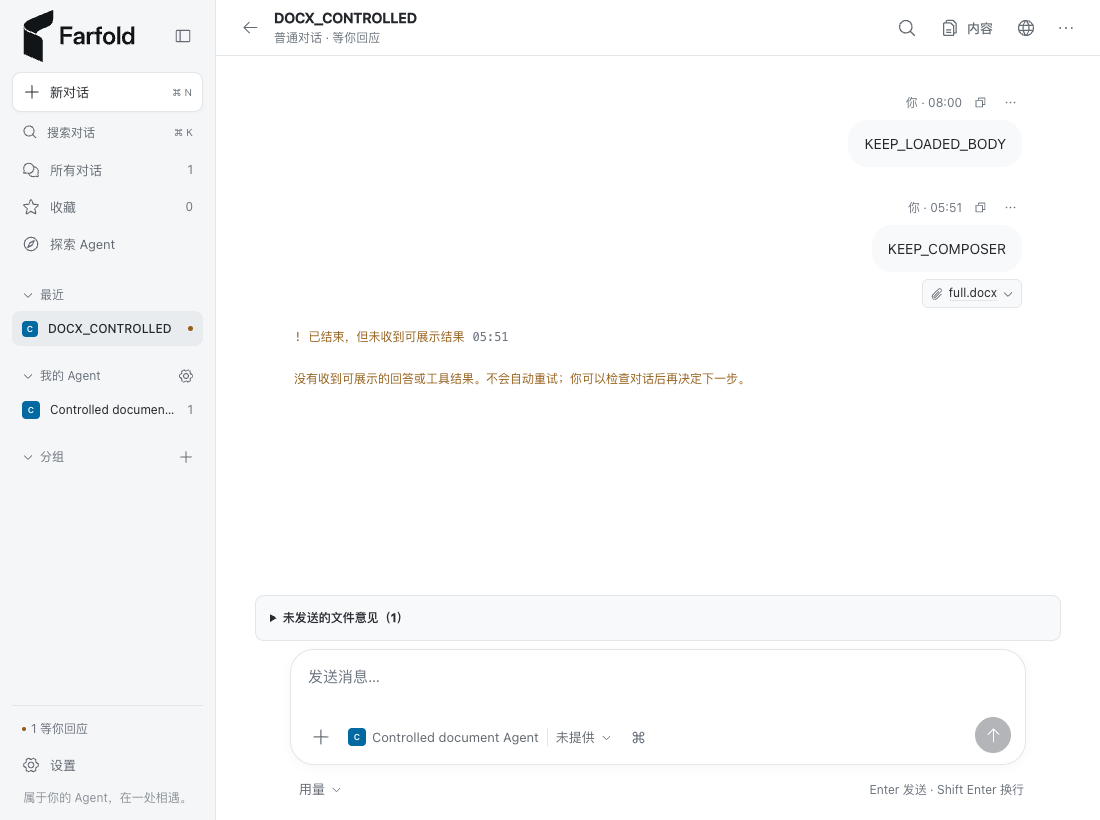 Farfold
新对话 ⌘ N
搜索对话 ⌘ K
所有对话 1
收藏 0
探索 Agent
最近
C DOCX_CONTROLLED
我的 Agent
C Controlled documen... 1
分组
1 等你回应
设置
属于你的 Agent，在一处相遇。
DOCX_CONTROLLED
普通对话 · 等你回应
内容
你 · 08:00
KEEP_LOADED_BODY
你 · 05:51
KEEP_COMPOSER
full.docx
! 已结束，但未收到可展示结果 05:51
没有收到可展示的回答或工具结果。不会自动重试；你可以检查对话后再决定下一步。
未发送的文件意见（1）
发送消息...
C Controlled document Agent 未提供 ⌘
用量
Enter 发送 · Shift Enter 换行